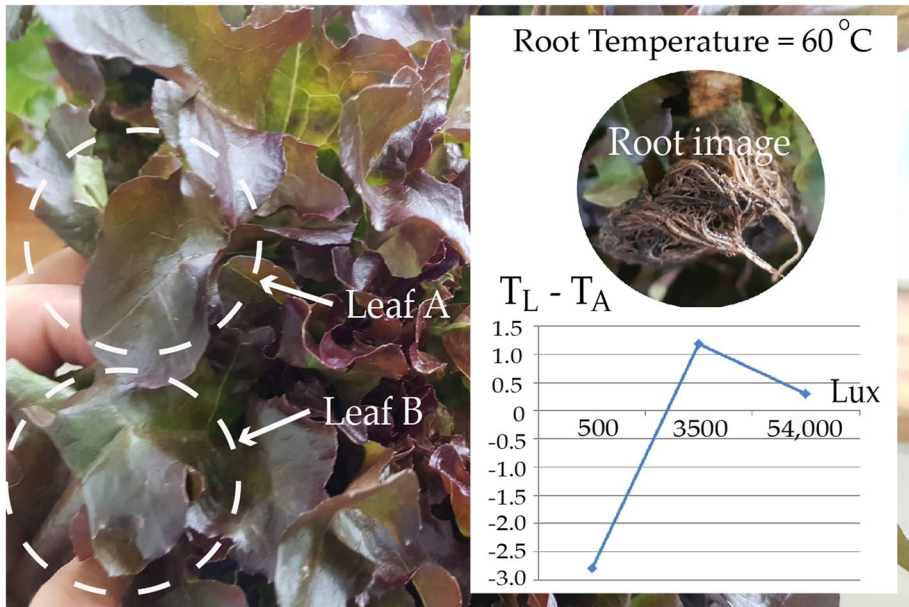 Root Temperature = 60 °C
Root image
Leaf A
Leaf B
T_L - T_A
1.5
1.0
0.5
0
-0.5
-1.0
-1.5
-2.0
-2.5
-3.0
500
3500
54,000
Lux